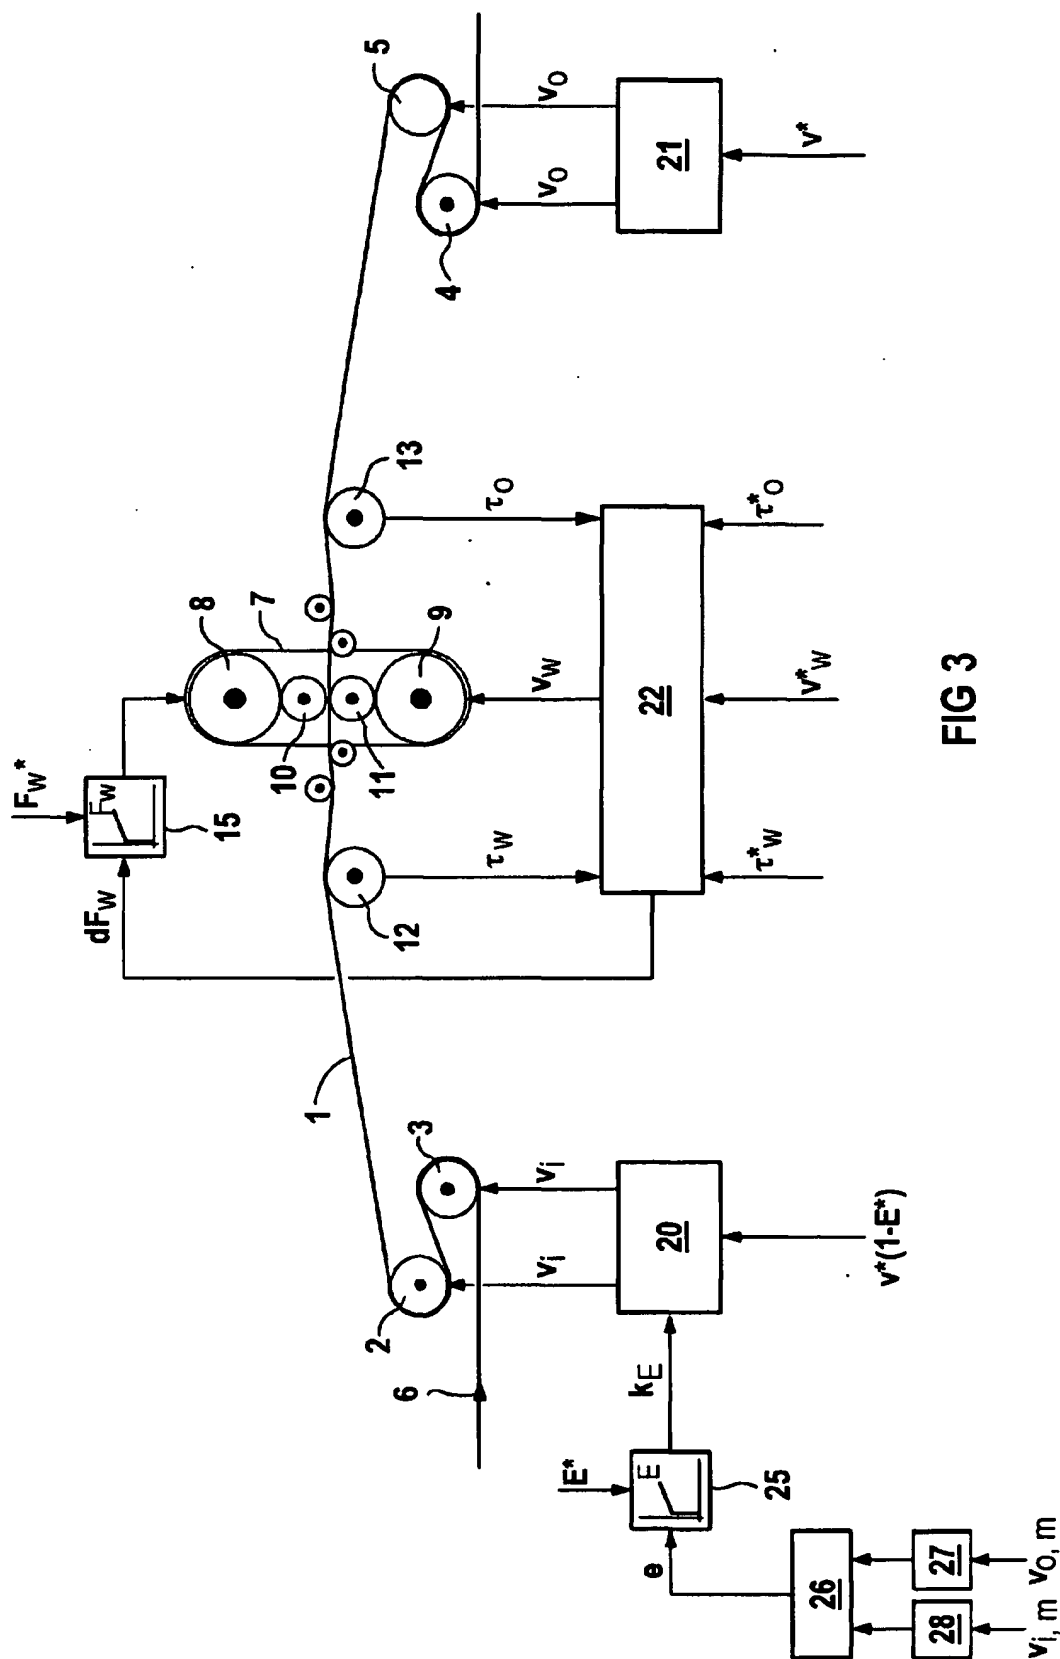 F_W*
dF_W
F_W
15
8
7
10
11
9
12
13
1
2
3
5
4
6
τ_W
v_W
τ_O
22
τ*_W
v*_W
τ*_O
v_i
v_i
20
v*(1-E*)
v_O
v_O
21
v*
E*
E
25
k_E
e
26
28
27
v_i, m
v_O, m
FIG 3